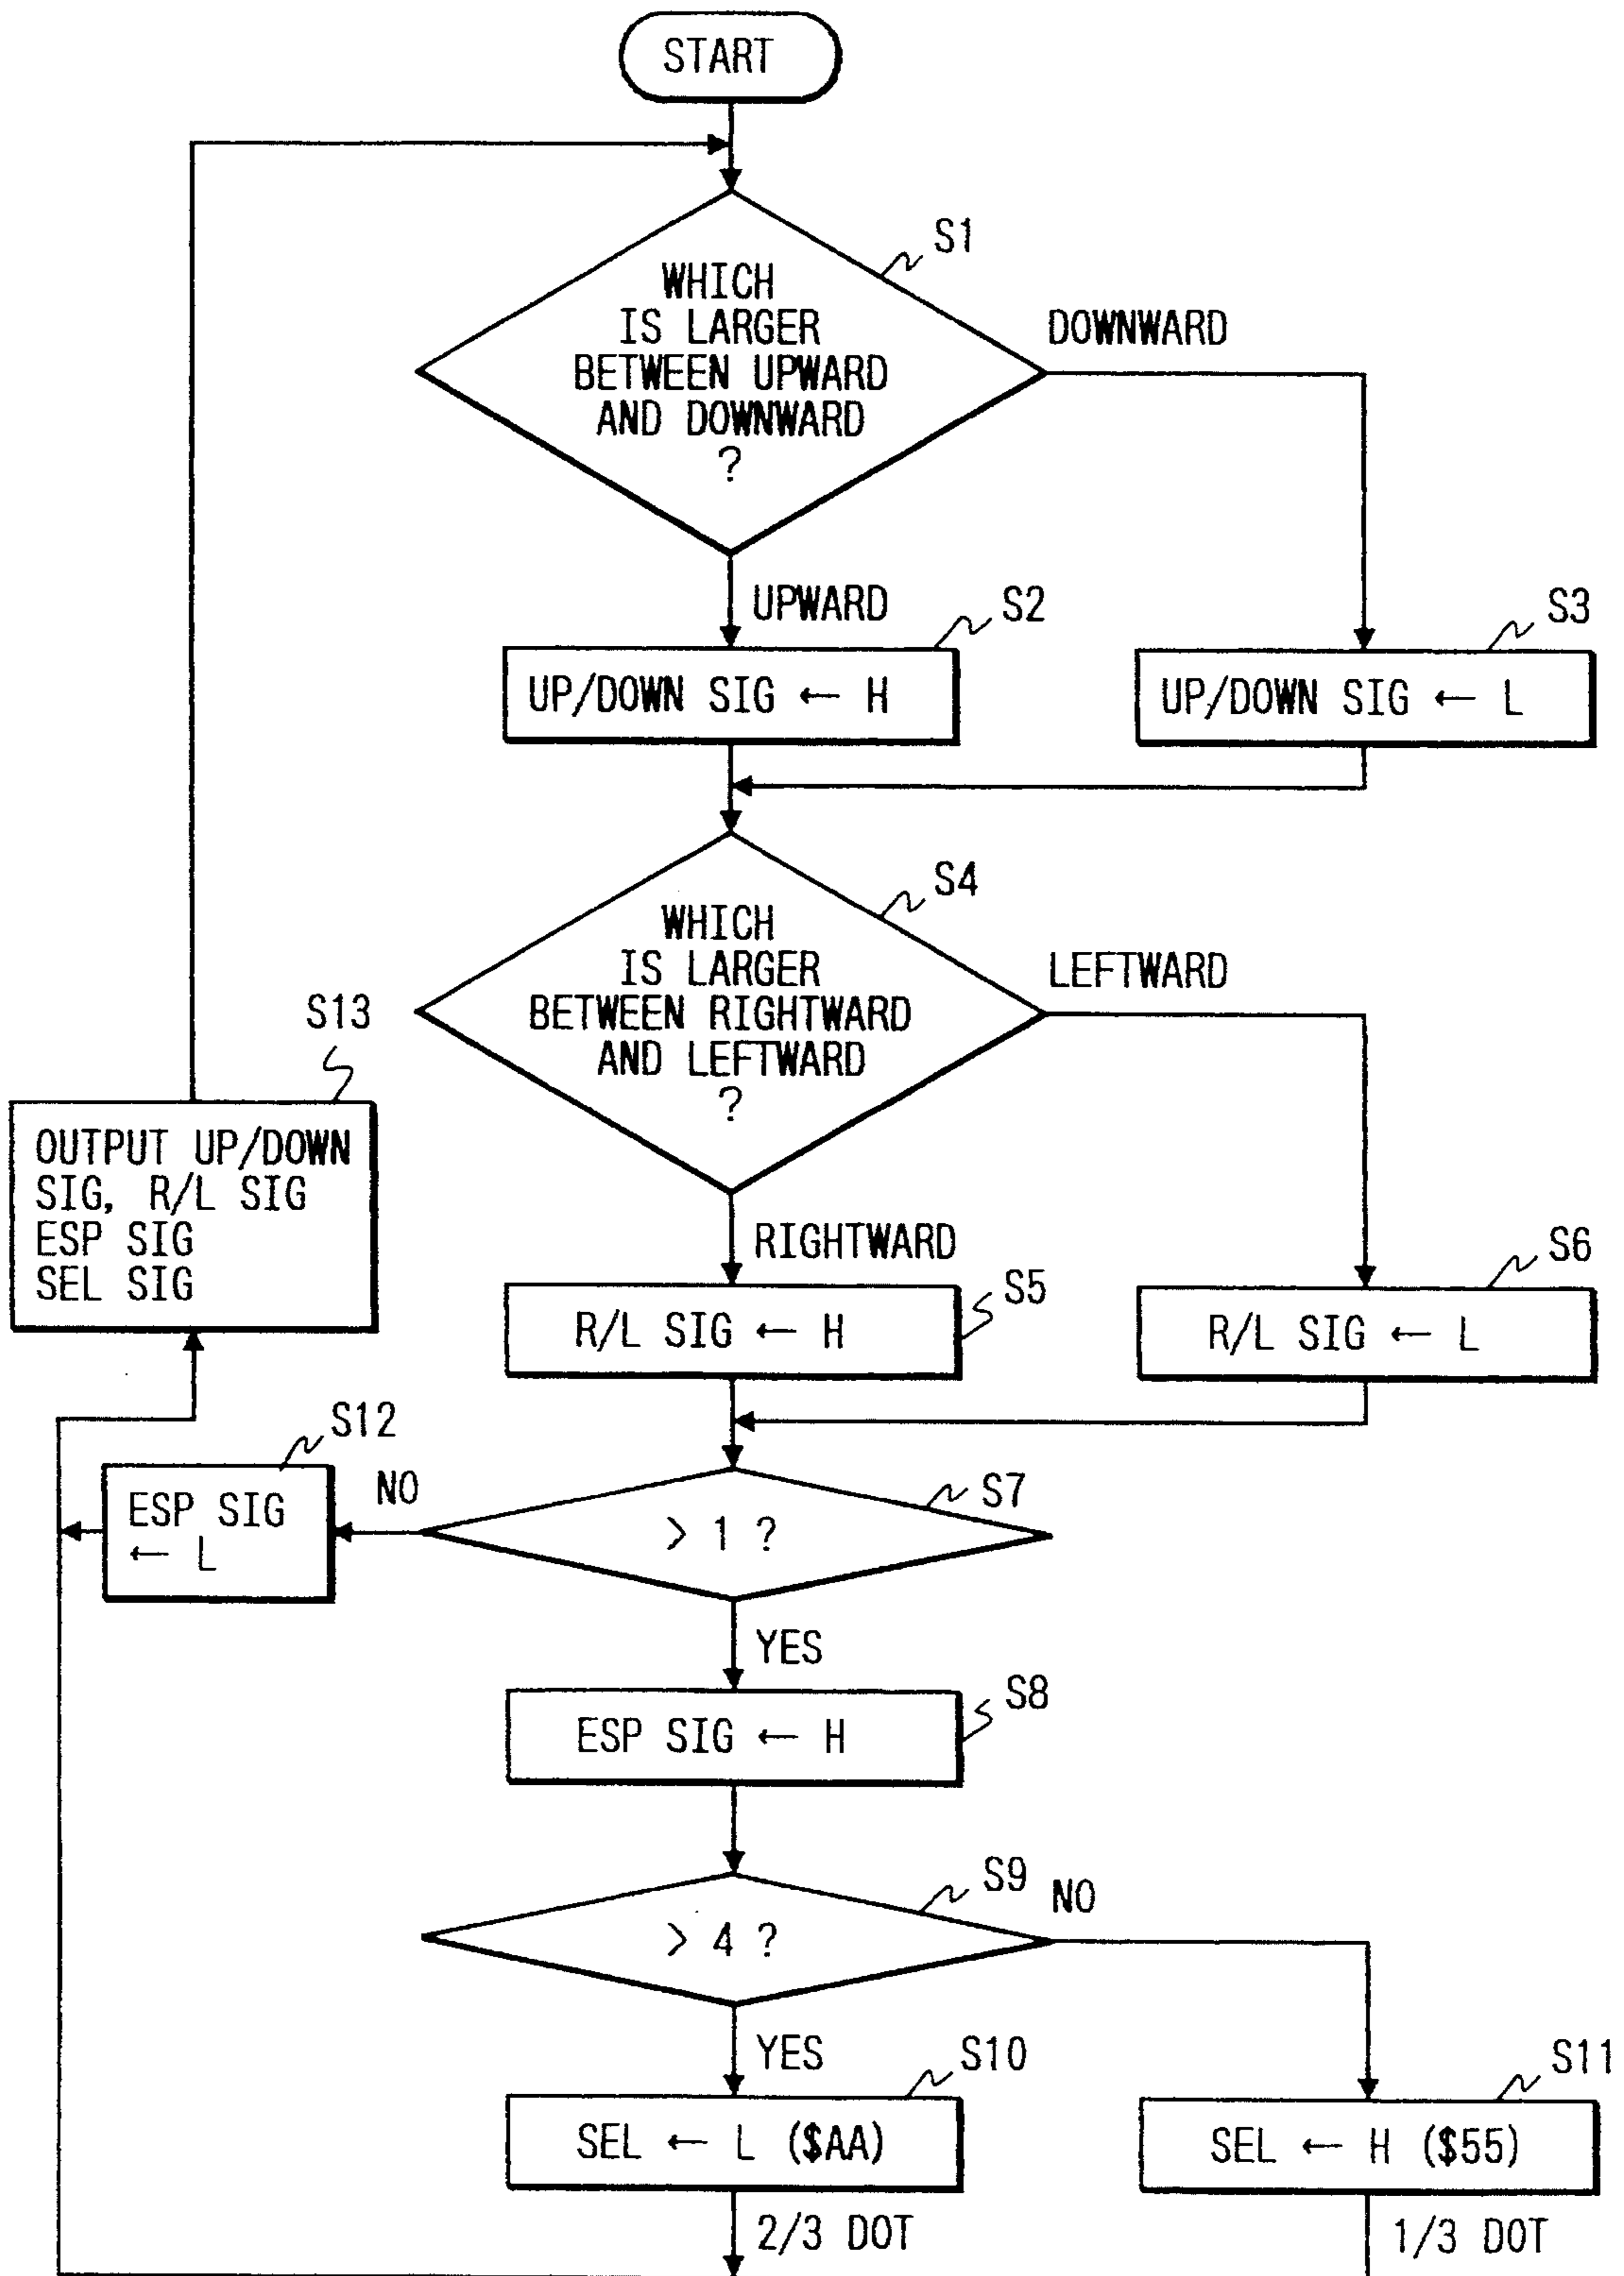 START
S1
WHICH
IS LARGER
BETWEEN UPWARD
AND DOWNWARD
?
DOWNWARD
UPWARD
S2
UP/DOWN SIG ← H
S3
UP/DOWN SIG ← L
S4
WHICH
IS LARGER
BETWEEN RIGHTWARD
AND LEFTWARD
?
LEFTWARD
RIGHTWARD
S5
R/L SIG ← H
S6
R/L SIG ← L
S7
> 1 ?
NO
S12
ESP SIG
← L
YES
S8
ESP SIG ← H
S9
> 4 ?
NO
YES
S10
SEL ← L ($AA)
2/3 DOT
S11
SEL ← H ($55)
1/3 DOT
S13
OUTPUT UP/DOWN
SIG, R/L SIG
ESP SIG
SEL SIG